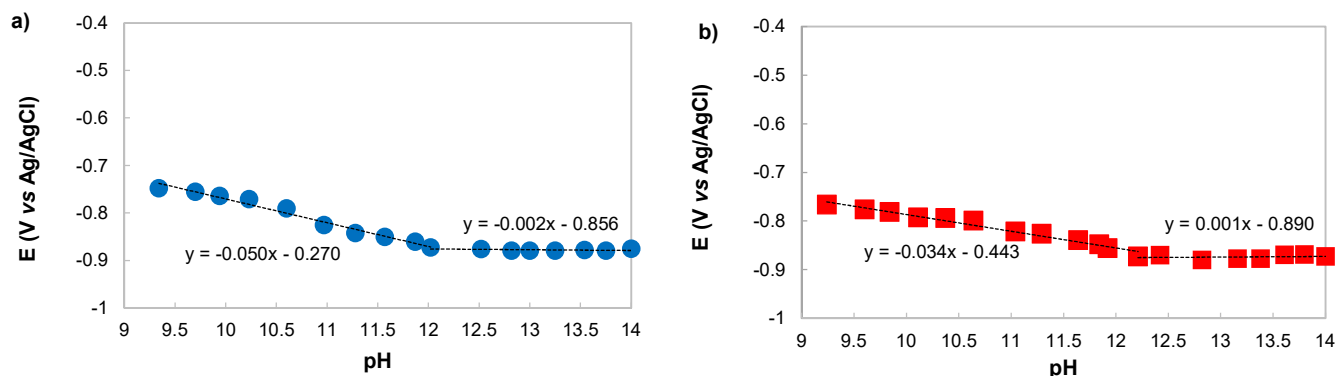 a)
-0.4
-0.5
-0.6
-0.7
-0.8
-0.9
-1
E (V vs Ag/AgCl)
y = -0.002x - 0.856
y = -0.050x - 0.270
9 9.5 10 10.5 11 11.5 12 12.5 13 13.5 14
pH
b)
-0.4
-0.5
-0.6
-0.7
-0.8
-0.9
-1
E (V vs Ag/AgCl)
y = 0.001x - 0.890
y = -0.034x - 0.443
9 9.5 10 10.5 11 11.5 12 12.5 13 13.5 14
pH